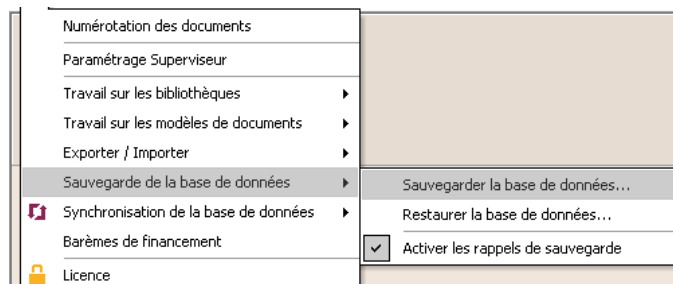 Numérotation des documents
Paramétrage Superviseur
Travail sur les bibliothèques
Travail sur les modèles de documents
Exporter / Importer
Sauvegarde de la base de données
Synchronisation de la base de données
Barèmes de financement
Licence
Sauvegarder la base de données...
Restaurer la base de données...
Activer les rappels de sauvegarde